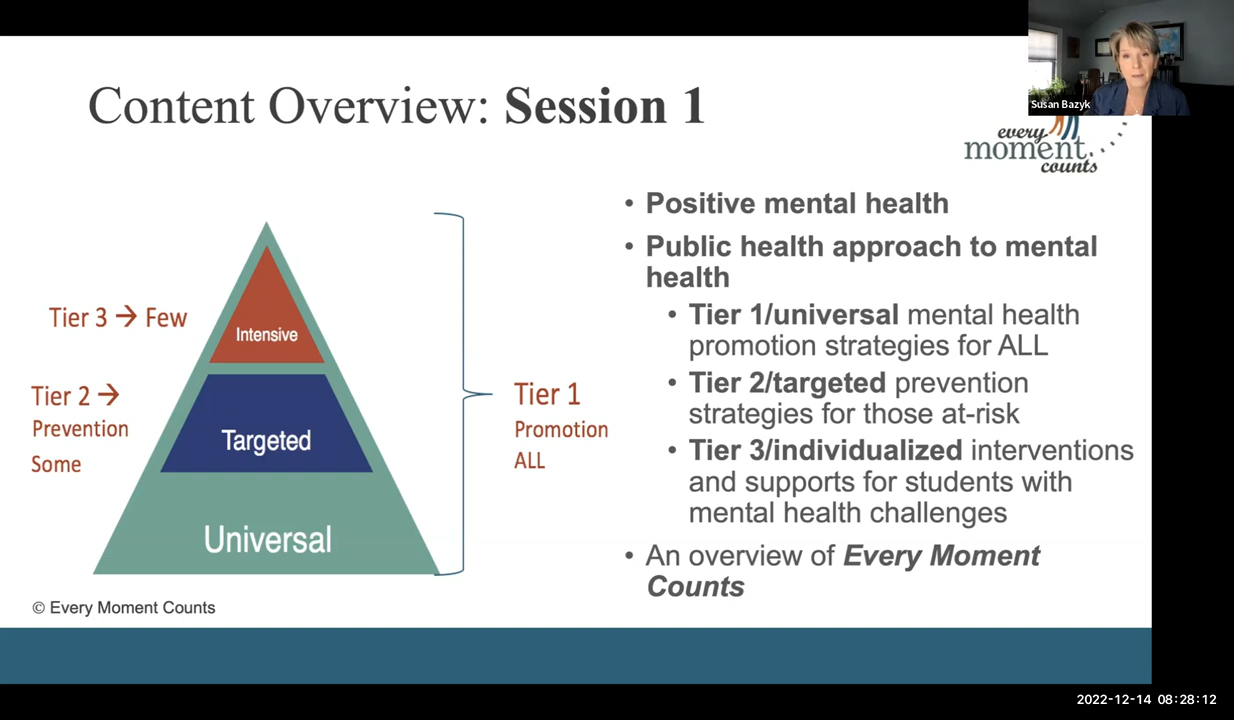 Susan Bazyk
Content Overview: Session 1
every
moment
counts
Tier 3 → Few
Intensive
Tier 2 →
Prevention
Some
Targeted
Universal
Tier 1
Promotion
ALL
© Every Moment Counts
• Positive mental health
• Public health approach to mental
health
• Tier 1/universal mental health
promotion strategies for ALL
• Tier 2/targeted prevention
strategies for those at-risk
• Tier 3/individualized interventions
and supports for students with
mental health challenges
• An overview of Every Moment
Counts
2022-12-14 08:28:12